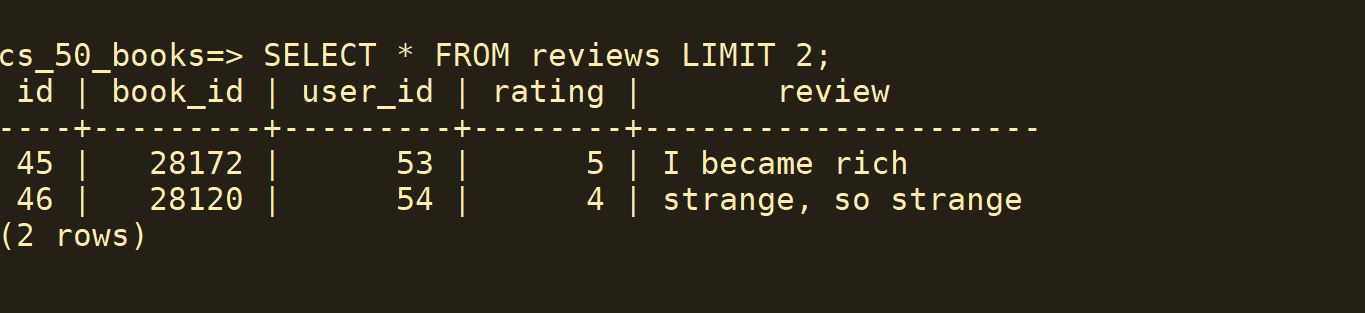 cs_50_books=> SELECT * FROM reviews LIMIT 2;
 id | book_id | user_id | rating |       review
----+---------+---------+--------+---------------------
 45 |   28172 |      53 |      5 | I became rich
 46 |   28120 |      54 |      4 | strange, so strange
(2 rows)